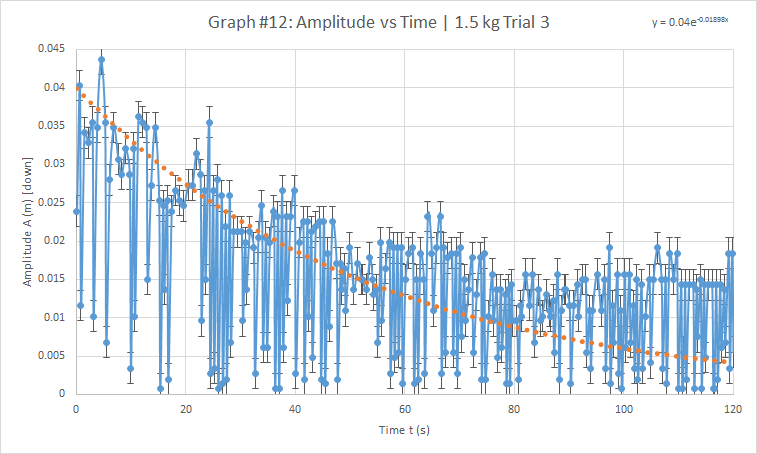 Graph #12: Amplitude vs Time | 1.5 kg Trial 3
y = 0.04e^-0.01898x
Amplitude A (m) [down]
0.045
0.04
0.035
0.03
0.025
0.02
0.015
0.01
0.005
0
0 20 40 60 80 100 120
Time t (s)